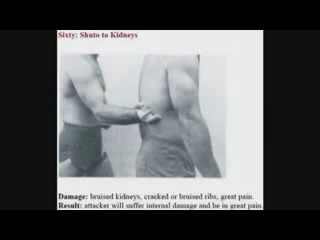 Sixty: Shuto to Kidneys
Damage: bruised kidneys, cracked or bruised ribs, great pain.
Result: attacker will suffer internal damage and be in great pain.